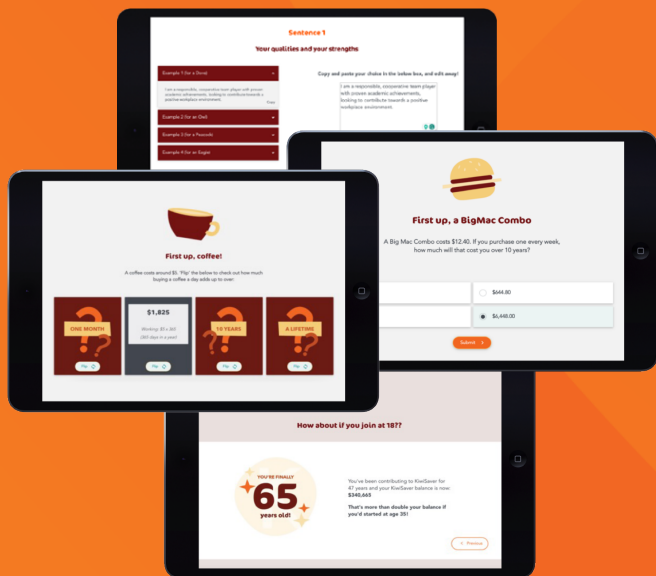 Sentence 1
Your qualities and your strengths
Example 1 (for a Dove)
I am a responsible, cooperative team player with proven
academic achievements, looking to contribute towards a
positive workplace environment.
Example 2 (for an Owl)
Example 3 (for a Peacock)
Example 4 (for an Eagle)
Copy and paste your choice in the below box, and edit away!
I am a responsible, cooperative team player
with proven academic achievements,
looking to contribute towards a positive
workplace environment.
First up, coffee!
A coffee costs around $5. 'Flip' the below to check out how much
buying a coffee a day adds up to over:
ONE MONTH
Flip
$1,825
Working: $5 x 365
(365 days in a year)
Flip
10 YEARS
Flip
A LIFETIME
Flip
First up, a BigMac Combo
A Big Mac Combo costs $12.40. If you purchase one every week,
how much will that cost you over 10 years?
$644.80
$6,448.00
Submit
How about if you join at 18??
YOU'RE FINALLY
65
years old!
You've been contributing to KiwiSaver for
47 years and your KiwiSaver balance is now:
$340,665
That's more than double your balance if
you'd started at age 35!
Previous